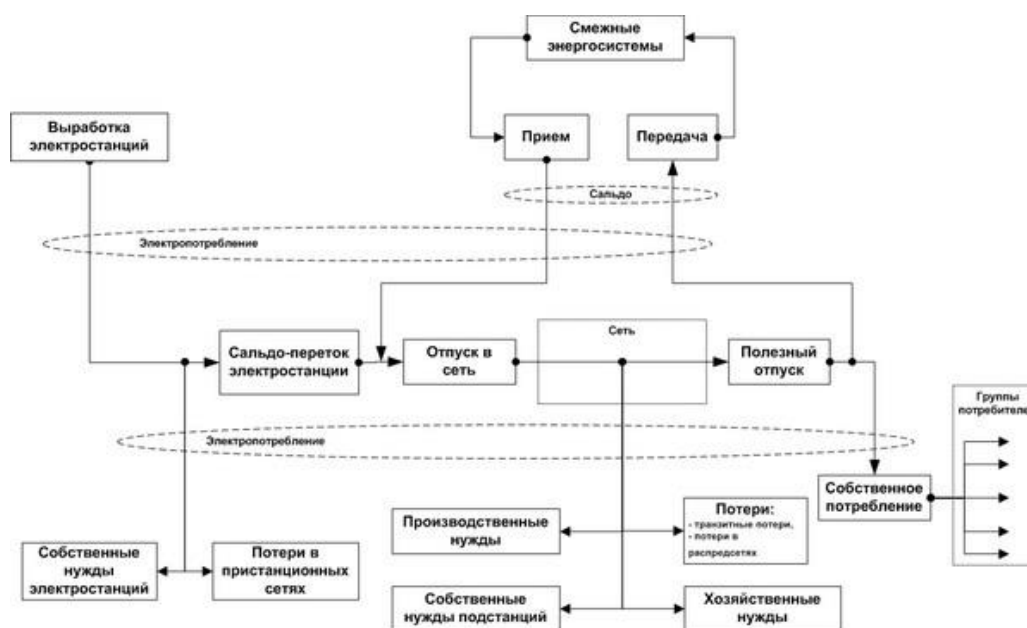 Смежные
энергосистемы
Выработка
электростанций
Прием
Передача
Сальдо
Электропотребление
Сальдо-переток
электростанции
Отпуск в
сеть
Сеть
Полезный
отпуск
Группы
потребителе
Электропотребление
Собственное
потребление
Производственные
нужды
Потери:
- транзитные потери,
- потери в
распредсетях
Собственные
нужды
электростанций
Потери в
пристанционных
сетях
Собственные
нужды подстанций
Хозяйственные
нужды